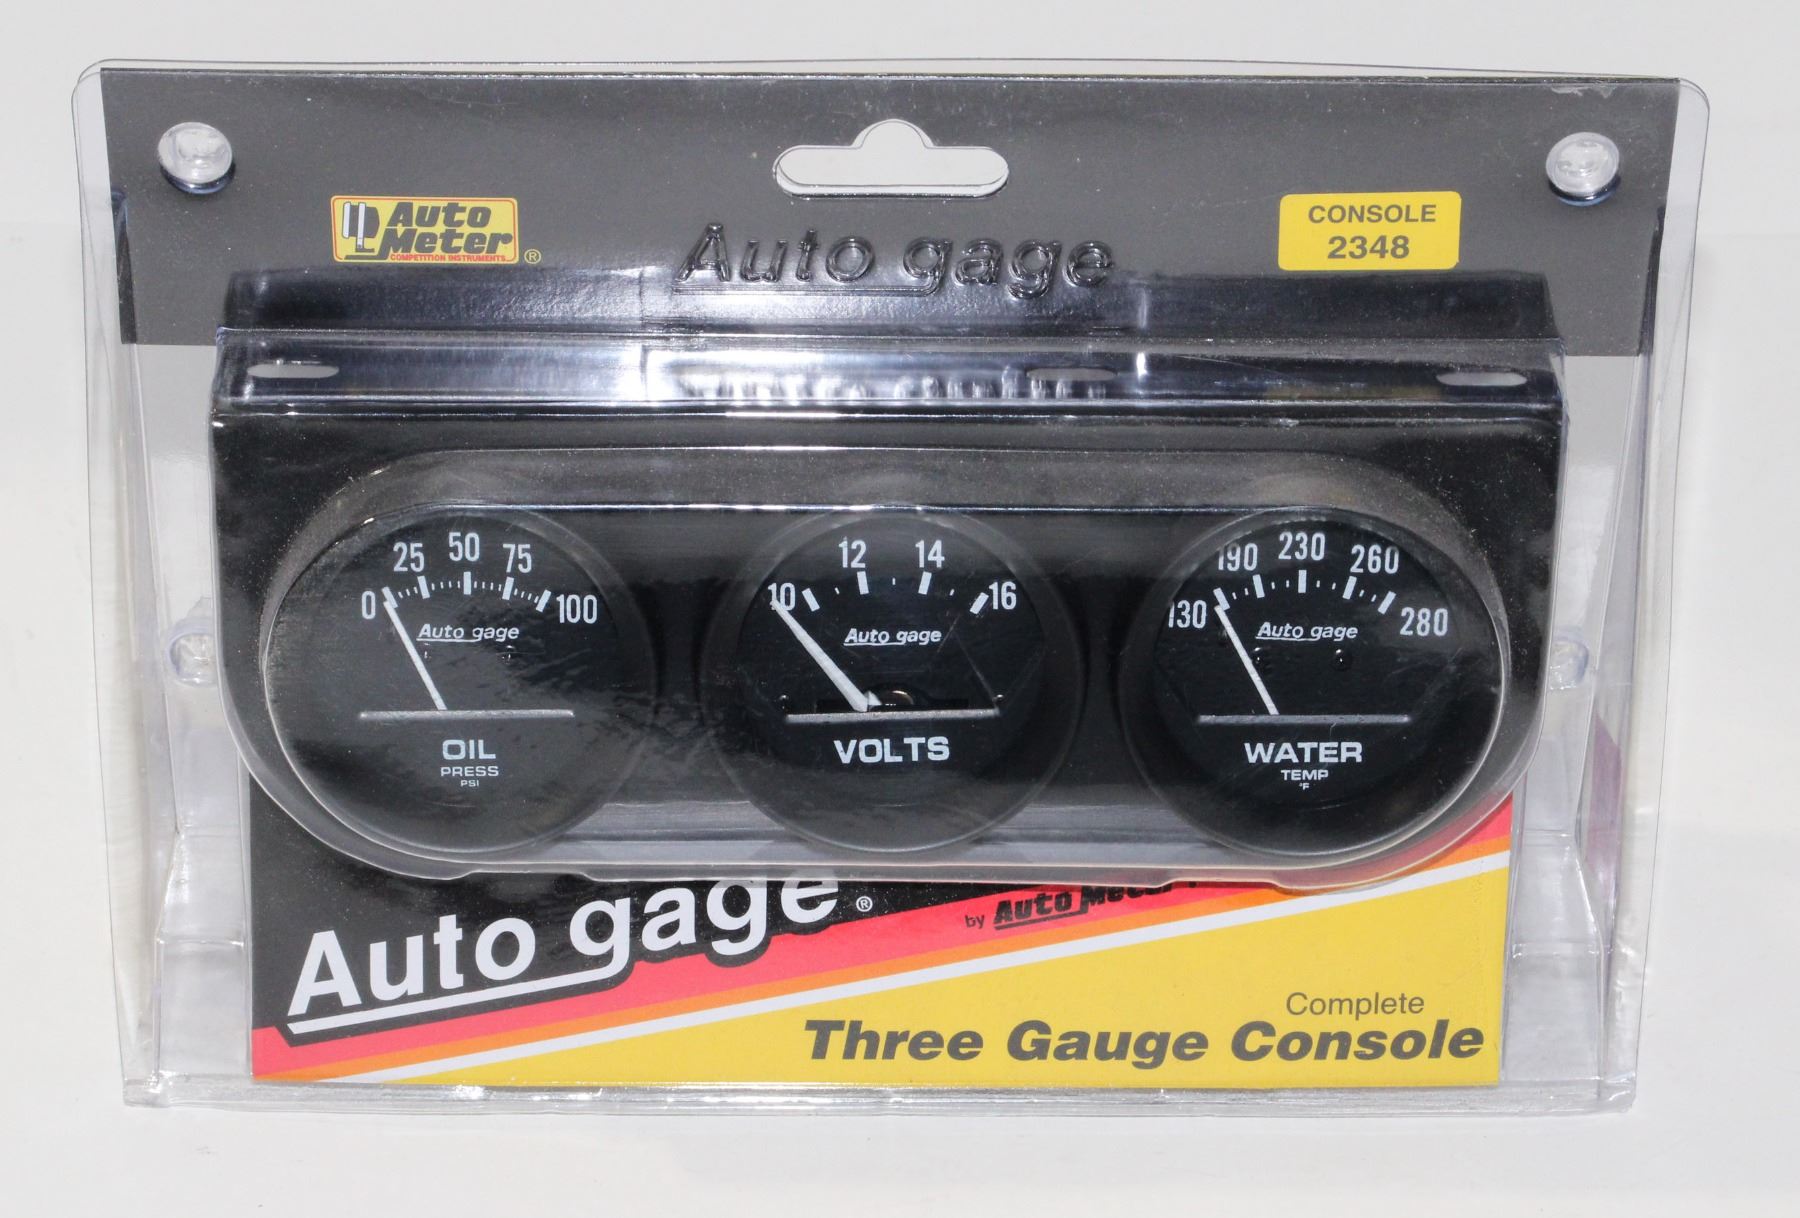 Auto
Meter
COMPETITION INSTRUMENTS
®
Auto gage
CONSOLE
2348
0 25 50 75 100
Auto gage
OIL
PRESS
PSI
10 12 14 16
Auto gage
VOLTS
130 190 230 260 280
Auto gage
WATER
TEMP
°F
Auto gage®
by Auto Meter
Complete
Three Gauge Console